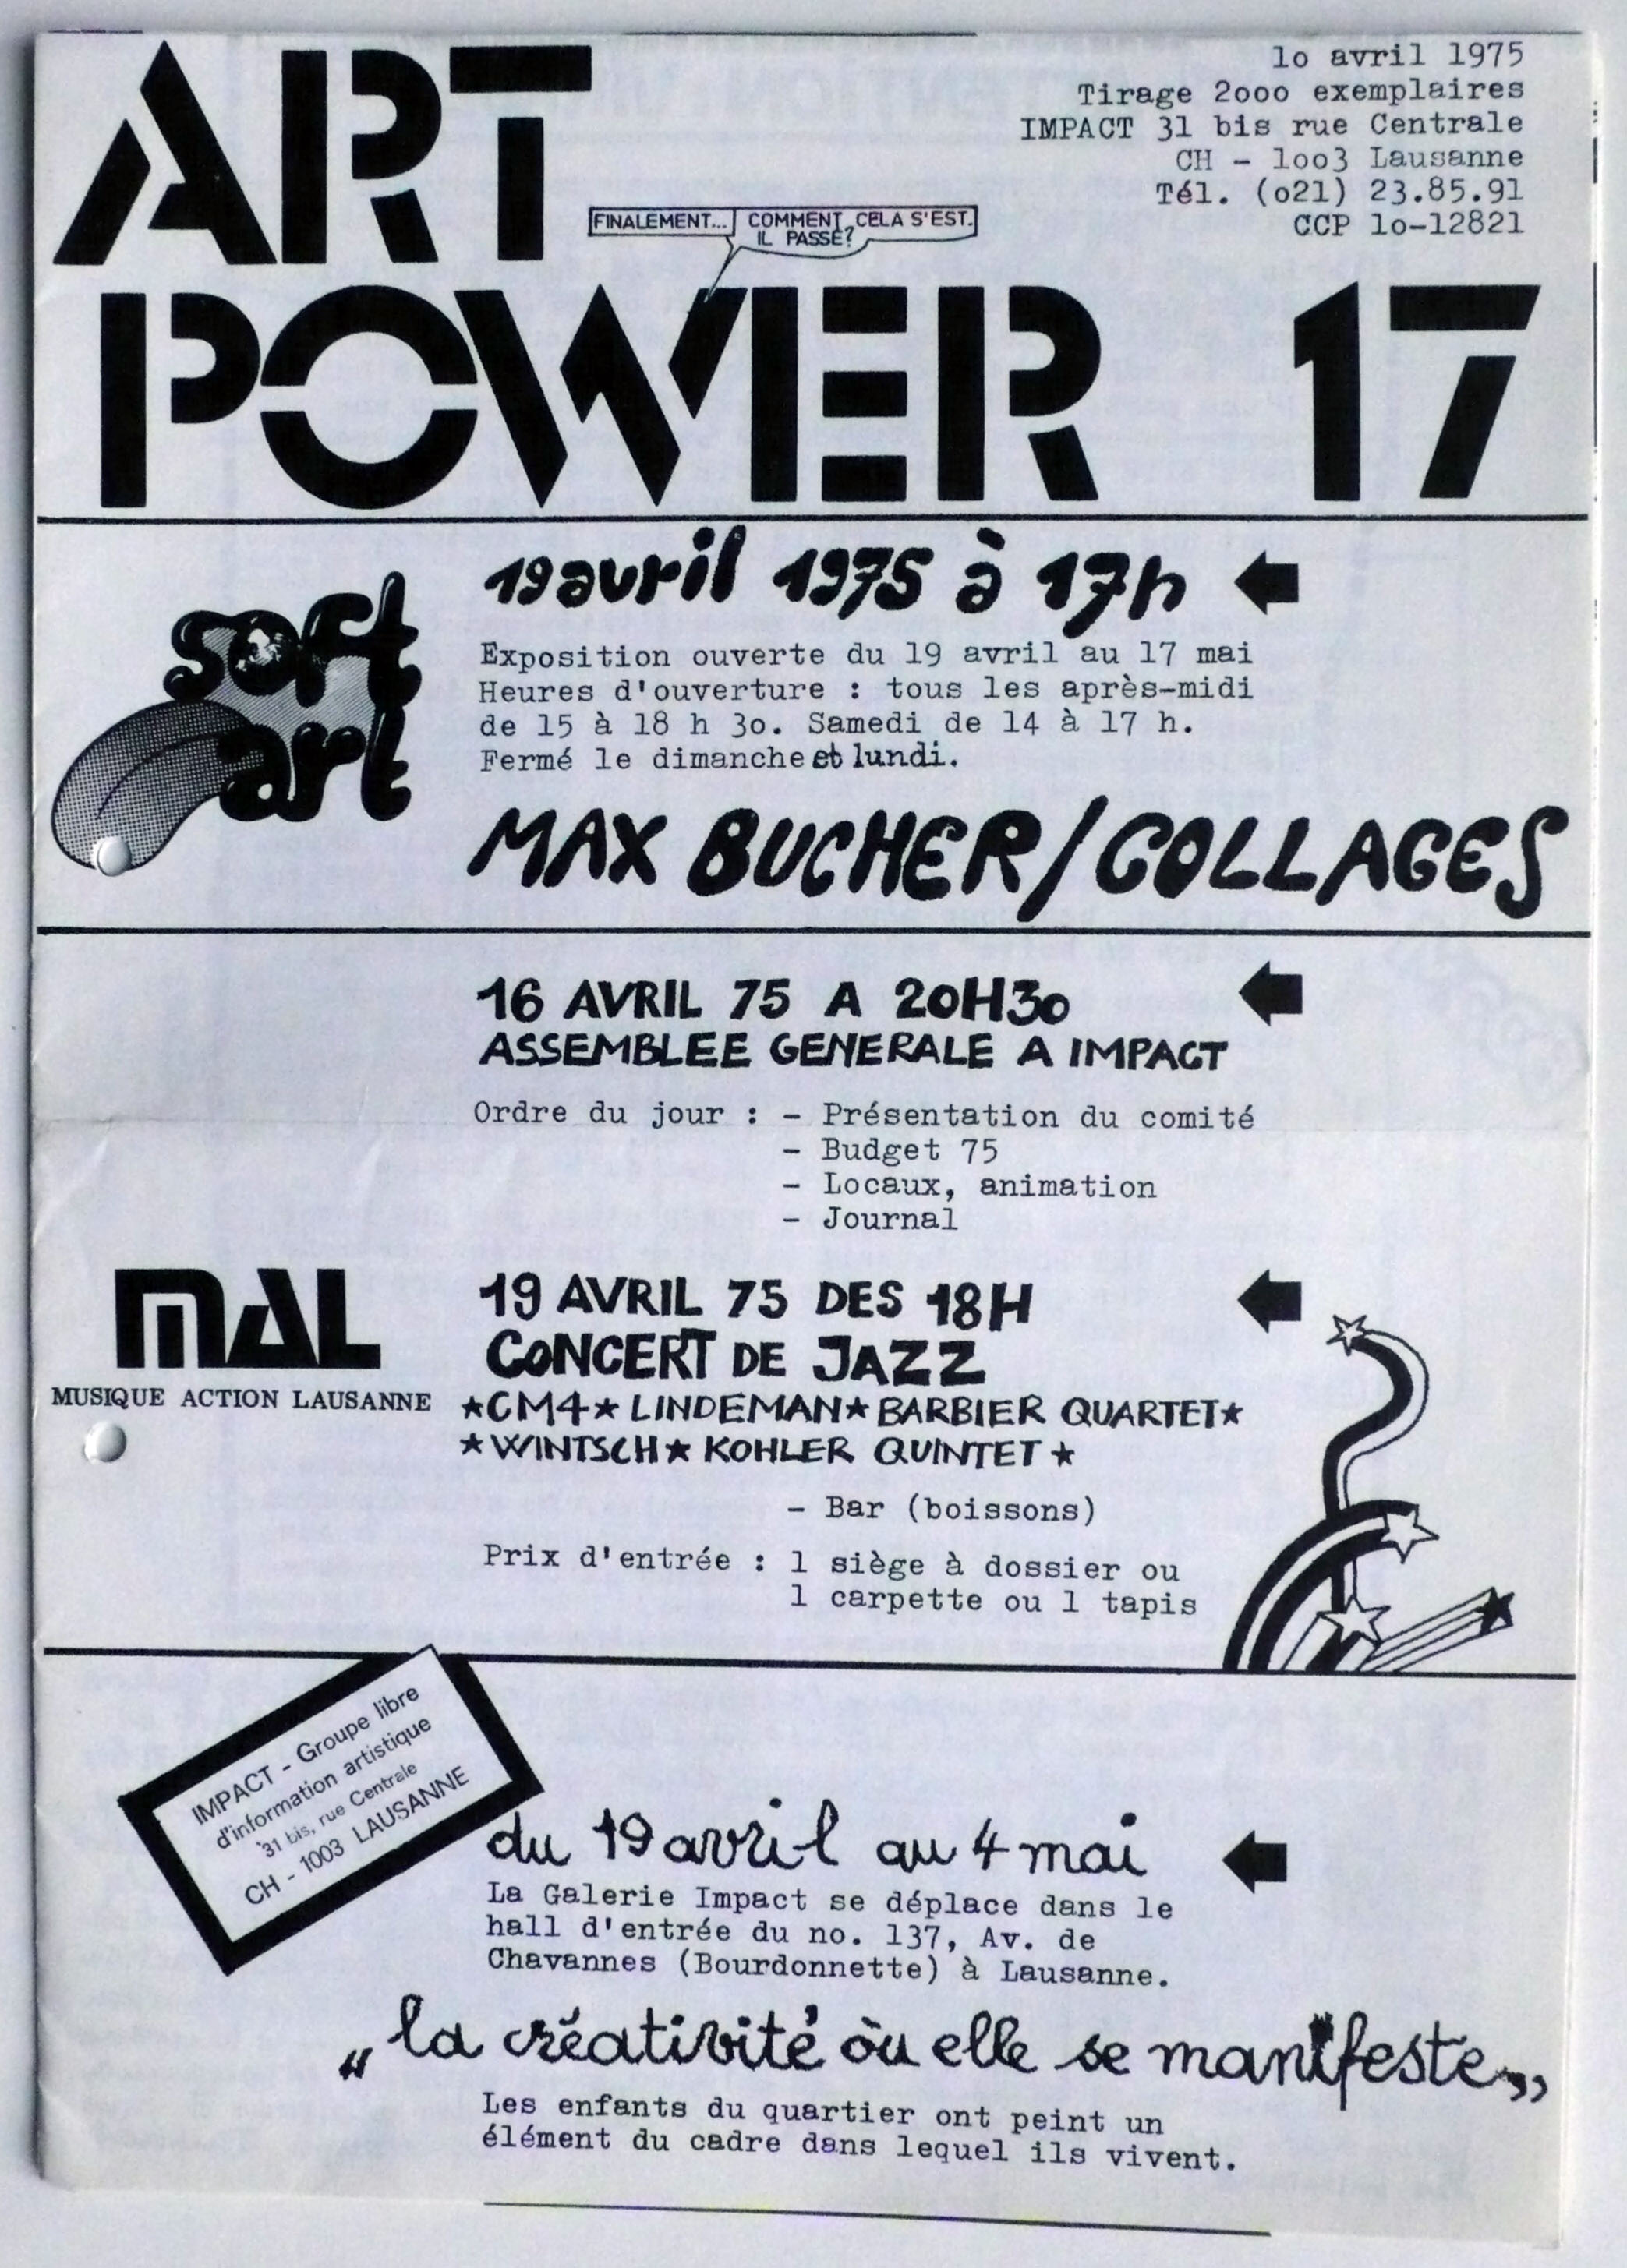 ART
POWER 17
lo avril 1975
Tirage 2ooo exemplaires
IMPACT 31 bis rue Centrale
CH - loo3 Lausanne
Tél. (o21) 23.85.91
CCP lo-12821
FINALEMENT... COMMENT CELA S'EST.
IL PASSÉ?
soft
art
19 avril 1975 à 17h
Exposition ouverte du 19 avril au 17 mai
Heures d'ouverture : tous les après-midi
de 15 à 18 h 3o. Samedi de 14 à 17 h.
Fermé le dimanche et lundi.
MAX BUCHER/COLLAGES
16 AVRIL 75 A 20H30
ASSEMBLEE GENERALE A IMPACT
Ordre du jour : - Présentation du comité
- Budget 75
- Locaux, animation
- Journal
MAL
MUSIQUE ACTION LAUSANNE
19 AVRIL 75 DES 18H
CONCERT DE JAZZ
★CM4★ LINDEMAN★ BARBIER QUARTET★
★WINTSCH★ KOHLER QUINTET ★
- Bar (boissons)
Prix d'entrée : 1 siège à dossier ou
1 carpette ou 1 tapis
IMPACT - Groupe libre
d'information artistique
31 bis, rue Centrale
CH - 1003 LAUSANNE
du 19 avril au 4 mai
La Galerie Impact se déplace dans le
hall d'entrée du no. 137, Av. de
Chavannes (Bourdonnette) à Lausanne.
„la créativité où elle se manifeste„
Les enfants du quartier ont peint un
élément du cadre dans lequel ils vivent.